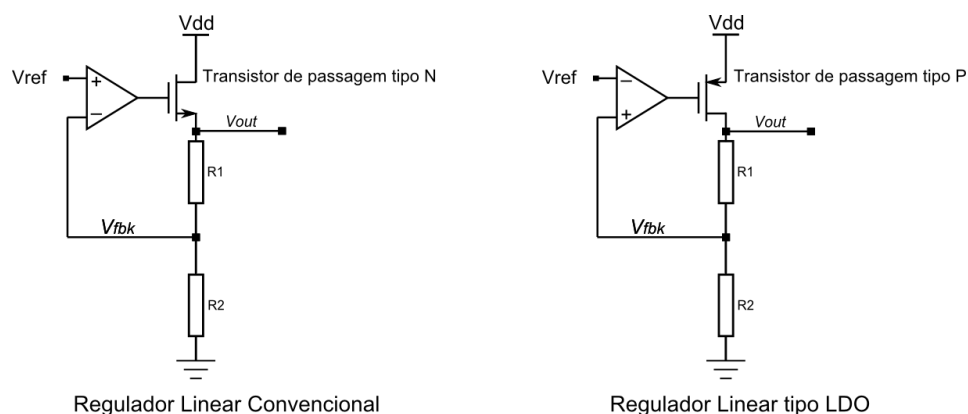 Vdd
Vref
+
−
Transistor de passagem tipo N
Vout
R1
Vfbk
R2
Regulador Linear Convencional
Vdd
Vref
−
+
Transistor de passagem tipo P
Vout
R1
Vfbk
R2
Regulador Linear tipo LDO